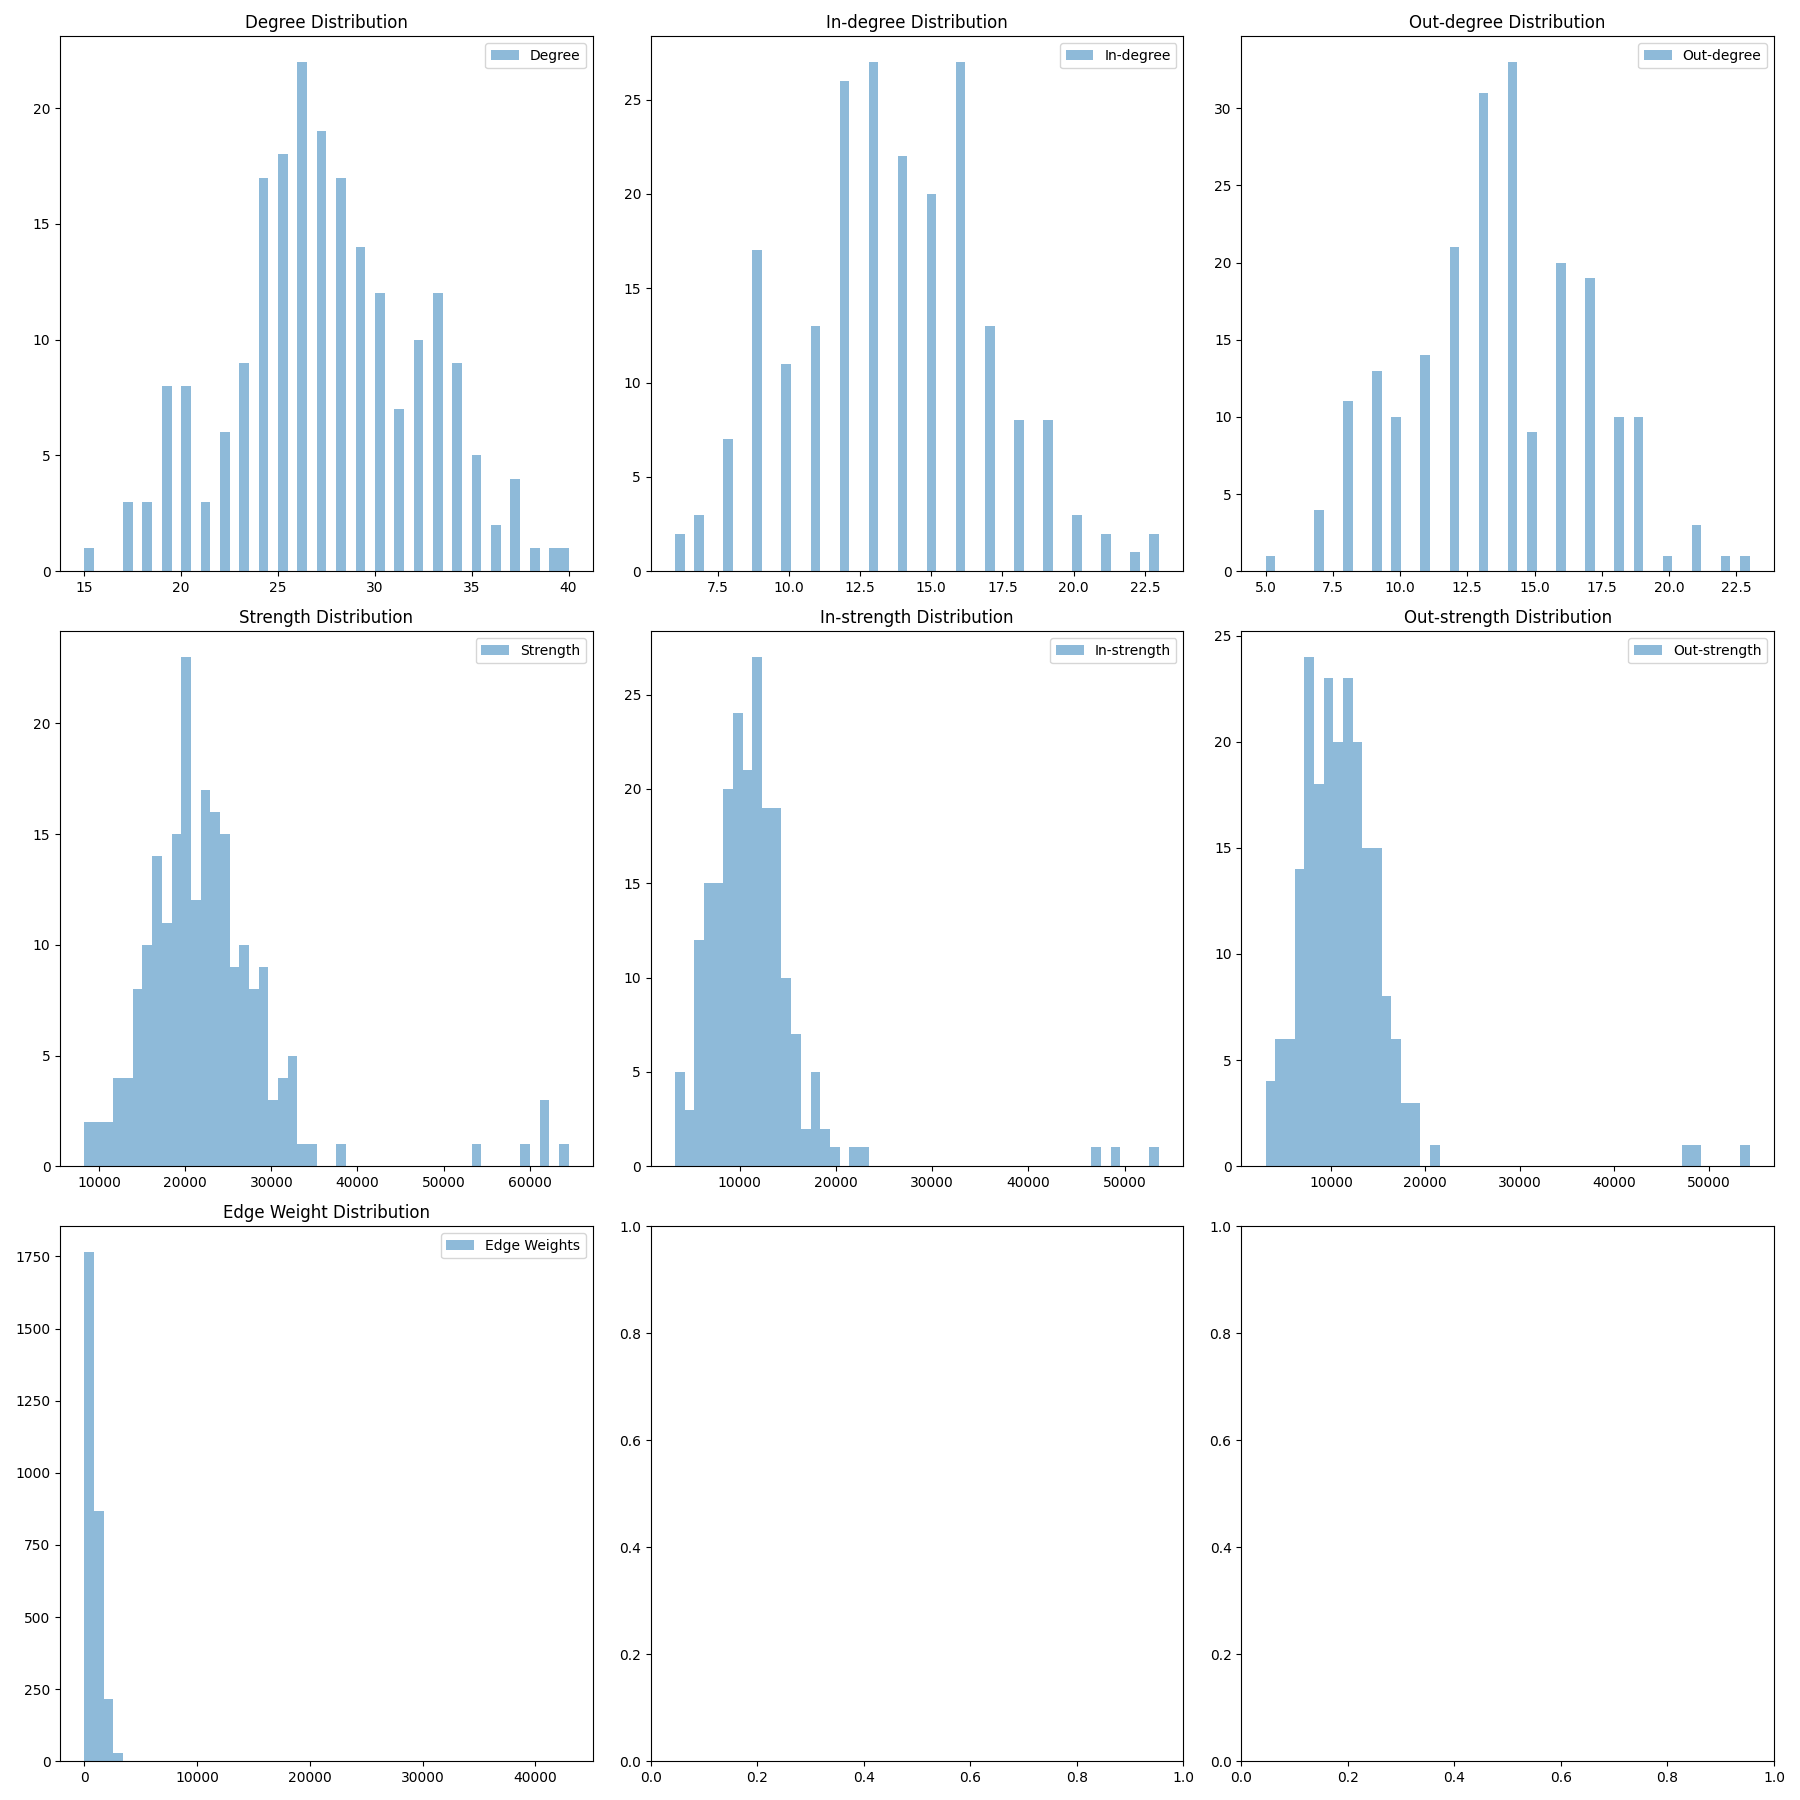 Degree Distribution
Degree
20
15
10
5
0
15 20 25 30 35 40
In-degree Distribution
In-degree
25
20
15
10
5
0
7.5 10.0 12.5 15.0 17.5 20.0 22.5
Out-degree Distribution
Out-degree
30
25
20
15
10
5
0
5.0 7.5 10.0 12.5 15.0 17.5 20.0 22.5
Strength Distribution
Strength
20
15
10
5
0
10000 20000 30000 40000 50000 60000
In-strength Distribution
In-strength
25
20
15
10
5
0
10000 20000 30000 40000 50000
Out-strength Distribution
Out-strength
25
20
15
10
5
0
10000 20000 30000 40000 50000
Edge Weight Distribution
Edge Weights
1750
1500
1250
1000
750
500
250
0
0 10000 20000 30000 40000
1.0
0.8
0.6
0.4
0.2
0.0
0.0 0.2 0.4 0.6 0.8 1.0
1.0
0.8
0.6
0.4
0.2
0.0
0.0 0.2 0.4 0.6 0.8 1.0